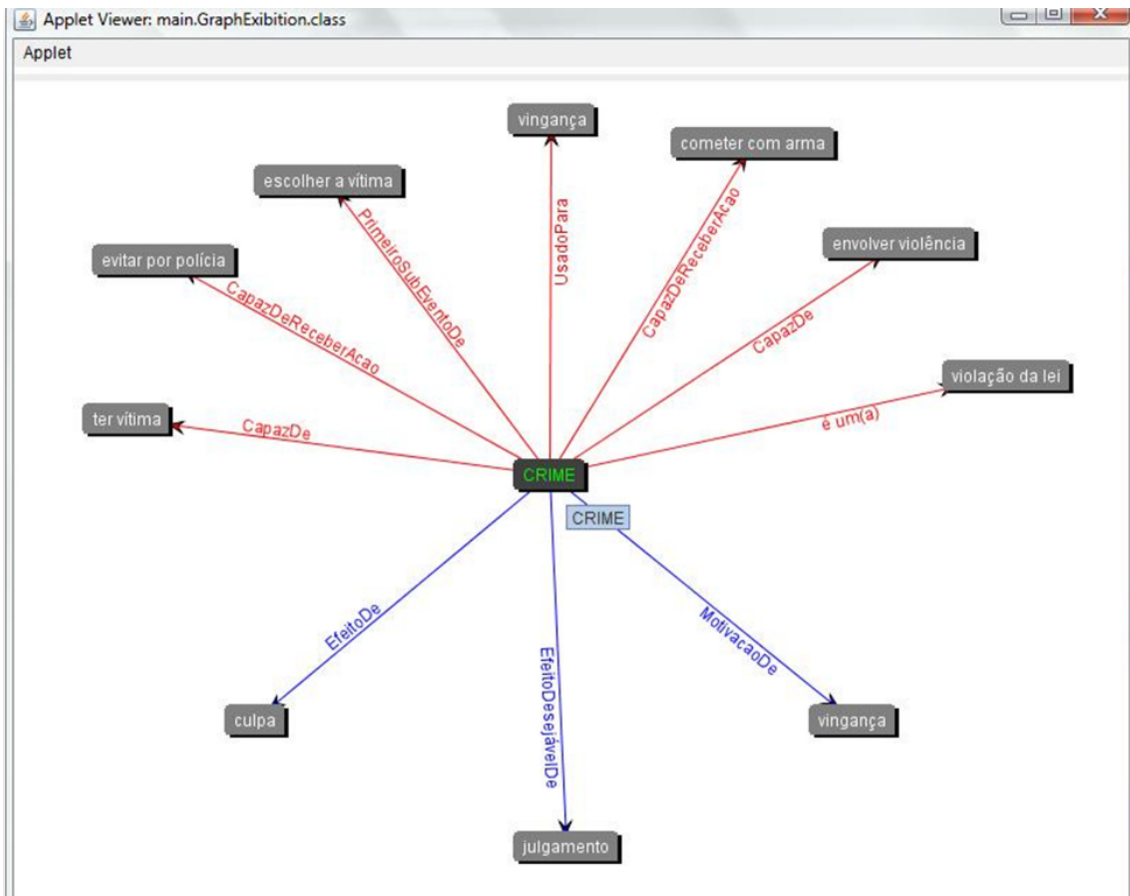 Applet Viewer: main.GraphExibition.class
Applet
vingança
cometer com arma
escolher a vítima
envolver violência
evitar por polícia
UsadoPara
PrimeiroSubEventoDe
CapazDeReceberAcao
CapazDeReceberAcao
CapazDe
violação da lei
é um(a)
ter vítima
CapazDe
CRIME
CRIME
EfeitoDe
MotivacaoDe
EfeitoDesejávelDe
culpa
vingança
julgamento